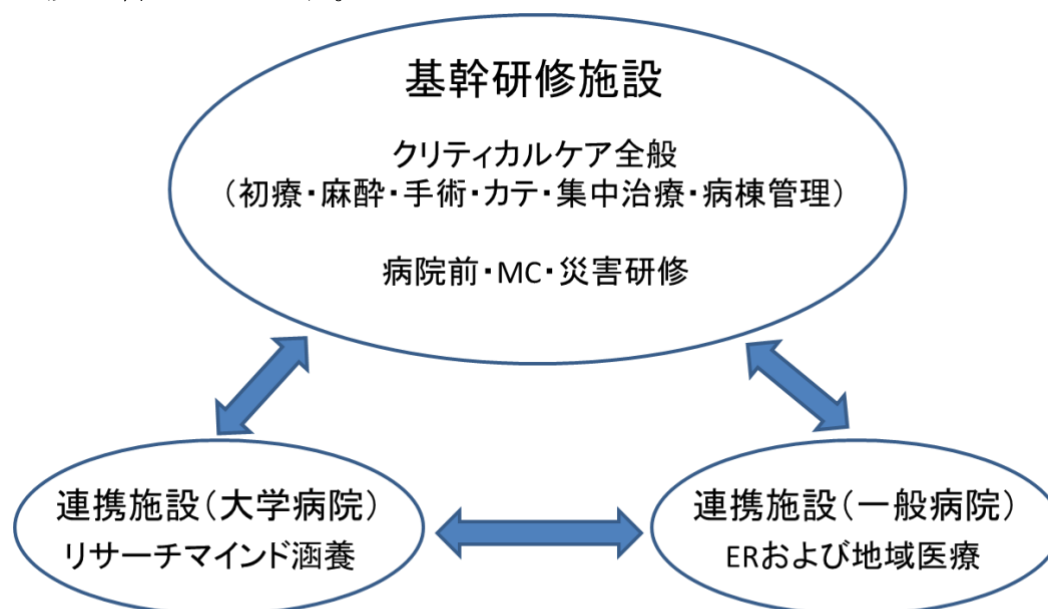 基幹研修施設
クリティカルケア全般
（初療・麻酔・手術・カテ・集中治療・病棟管理）
病院前・MC・災害研修
連携施設（大学病院）
リサーチマインド涵養
連携施設（一般病院）
ERおよび地域医療